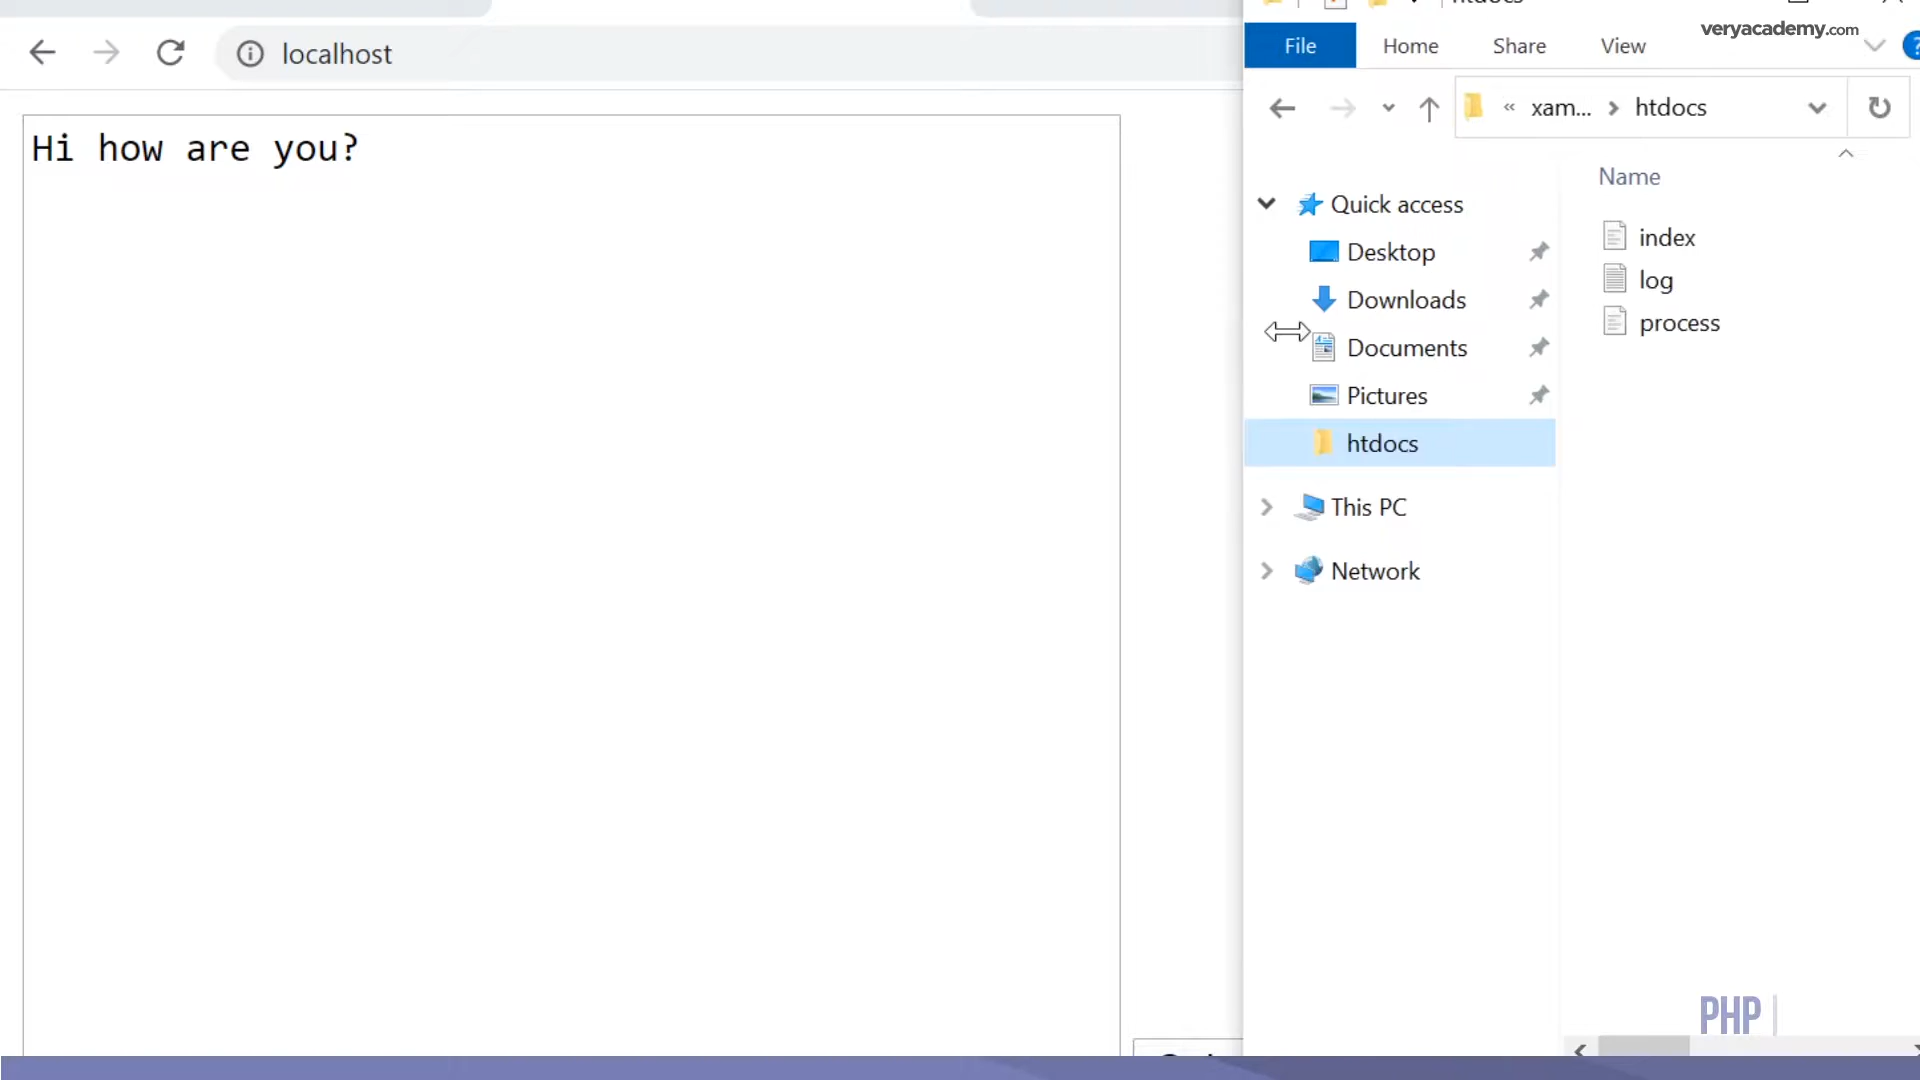 localhost
Hi how are you?
veryacademy.com
File Home Share View
« xam... > htdocs
Name
Quick access
Desktop
Downloads
Documents
Pictures
htdocs
This PC
Network
index
log
process
PHP